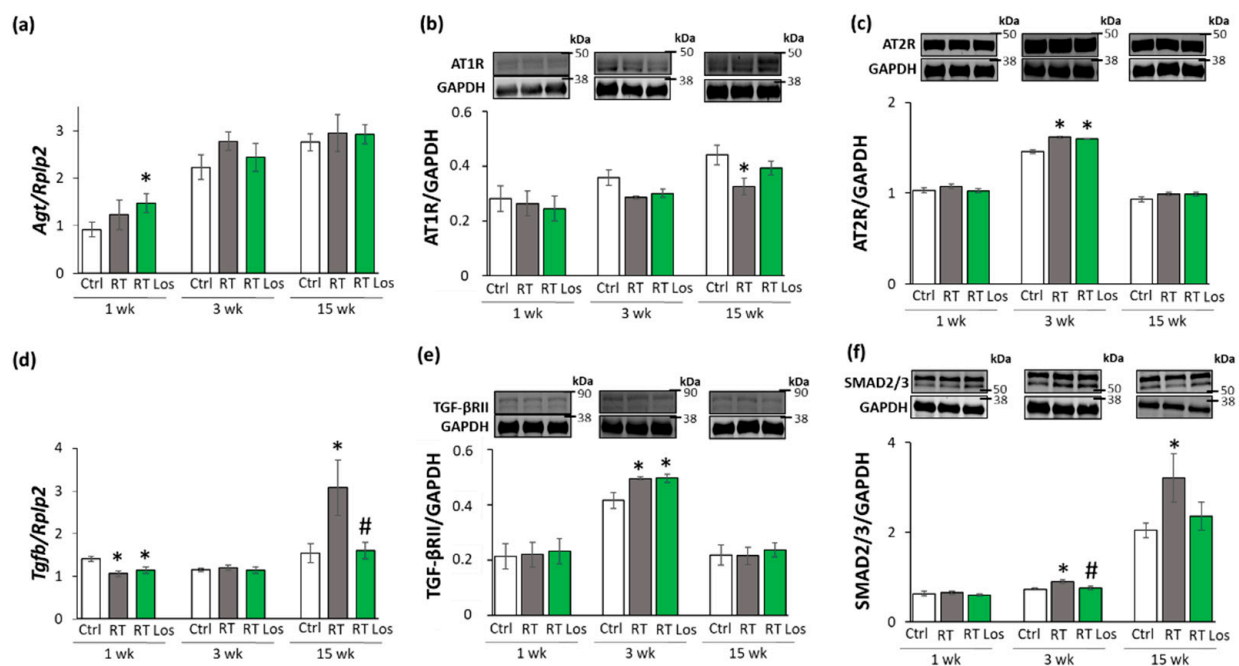 (a)
Agt/Rplp2
3
2
1
0
*
Ctrl RT RT Los Ctrl RT RT Los Ctrl RT RT Los
1 wk 3 wk 15 wk
(b)
kDa kDa kDa
AT1R 50 50 50
GAPDH 38 38 38
AT1R/GAPDH
0.6
0.4
0.2
0
*
Ctrl RT RT Los Ctrl RT RT Los Ctrl RT RT Los
1 wk 3 wk 15 wk
(c)
kDa kDa kDa
AT2R 50 50 50
GAPDH 38 38 38
AT2R/GAPDH
2
1
0
* *
Ctrl RT RT Los Ctrl RT RT Los Ctrl RT RT Los
1 wk 3 wk 15 wk
(d)
Tgfb/Rplp2
4
3
2
1
0
* * * #
Ctrl RT RT Los Ctrl RT RT Los Ctrl RT RT Los
1 wk 3 wk 15 wk
(e)
kDa kDa kDa
TGF-βRII 90 90 90
GAPDH 38 38 38
TGF-βRII/GAPDH
0.6
0.4
0.2
0
* *
Ctrl RT RT Los Ctrl RT RT Los Ctrl RT RT Los
1 wk 3 wk 15 wk
(f)
kDa kDa kDa
SMAD2/3 50 50 50
GAPDH 38 38 38
SMAD2/3/GAPDH
4
2
0
* # *
Ctrl RT RT Los Ctrl RT RT Los Ctrl RT RT Los
1 wk 3 wk 15 wk